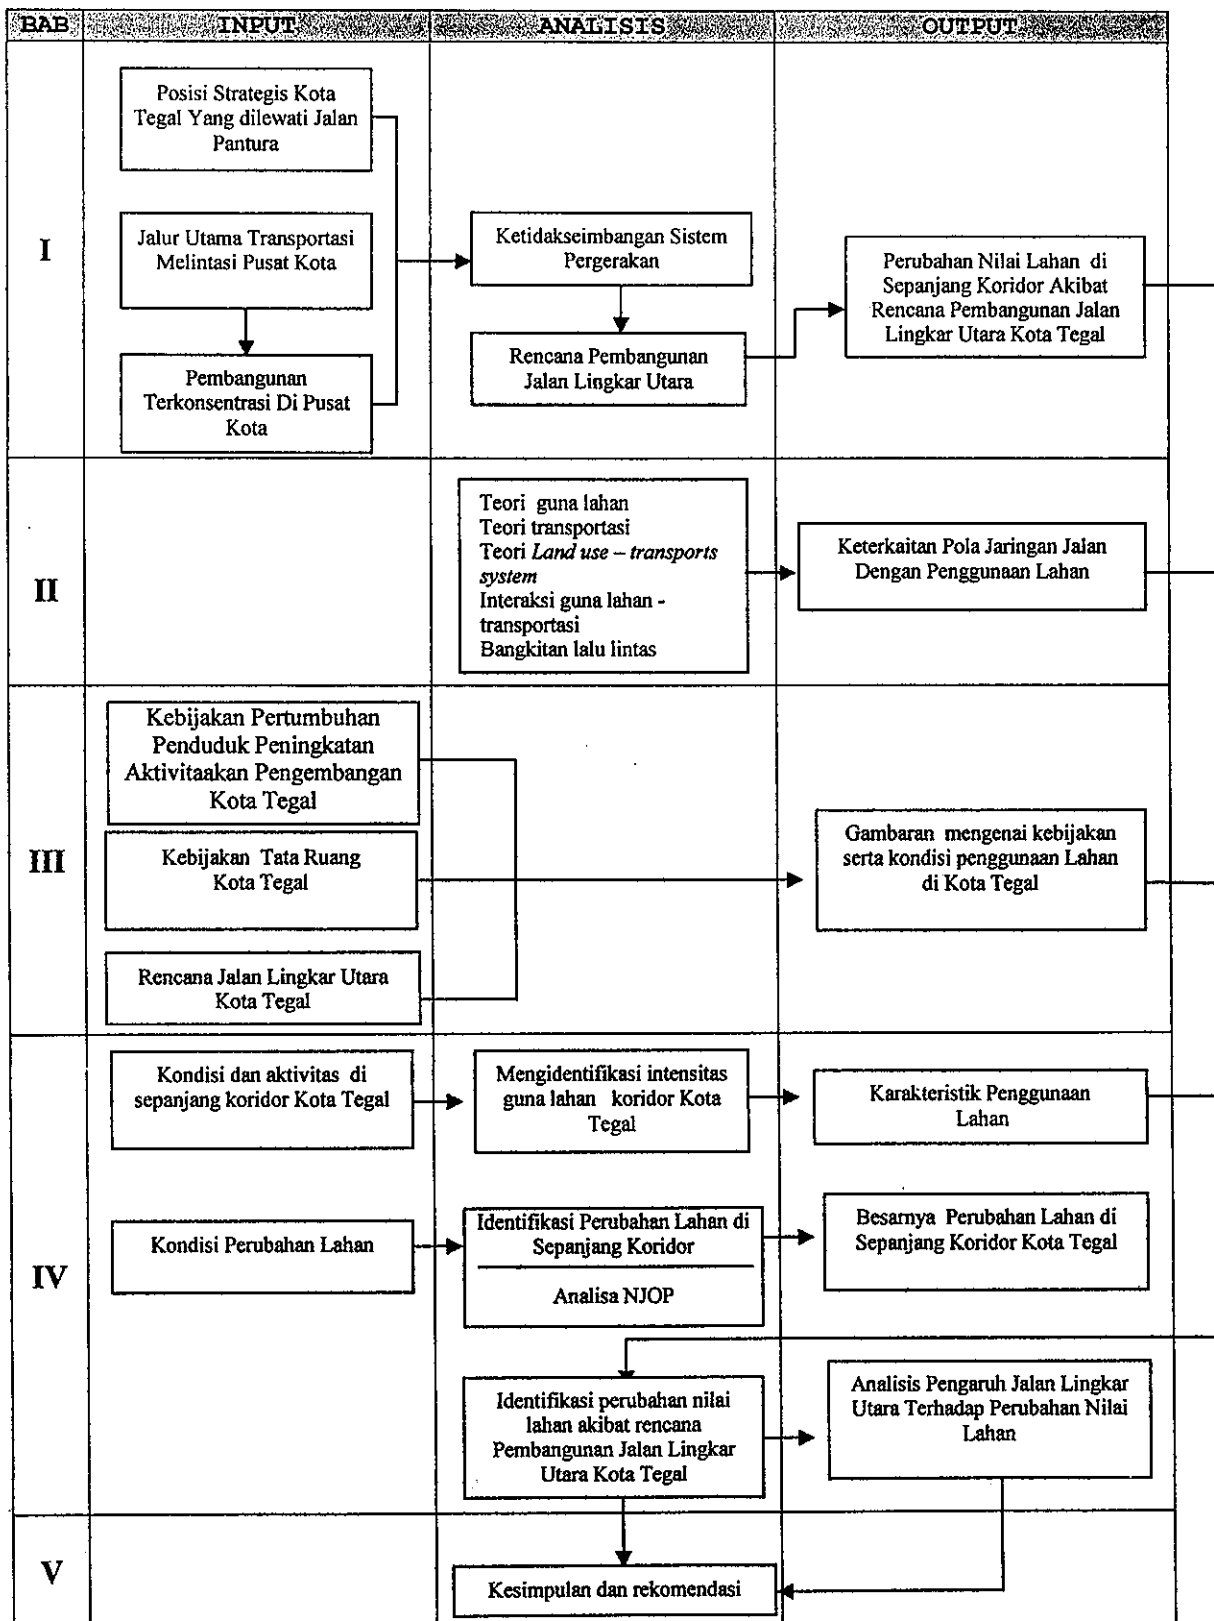 BAB INPUT ANALISIS OUTPUT
I
Posisi Strategis Kota
Tegal Yang dilewati Jalan
Pantura
Jalur Utama Transportasi
Melintasi Pusat Kota
Pembangunan
Terkonsentrasi Di Pusat
Kota
Ketidakseimbangan Sistem
Pergerakan
Rencana Pembangunan
Jalan Lingkar Utara
Perubahan Nilai Lahan di
Sepanjang Koridor Akibat
Rencana Pembangunan Jalan
Lingkar Utara Kota Tegal
II
Teori guna lahan
Teori transportasi
Teori Land use – transports
system
Interaksi guna lahan -
transportasi
Bangkitan lalu lintas
Keterkaitan Pola Jaringan Jalan
Dengan Penggunaan Lahan
III
Kebijakan Pertumbuhan
Penduduk Peningkatan
Aktivitaakan Pengembangan
Kota Tegal
Kebijakan Tata Ruang
Kota Tegal
Rencana Jalan Lingkar Utara
Kota Tegal
Gambaran mengenai kebijakan
serta kondisi penggunaan Lahan
di Kota Tegal
IV
Kondisi dan aktivitas di
sepanjang koridor Kota Tegal
Mengidentifikasi intensitas
guna lahan koridor Kota
Tegal
Karakteristik Penggunaan
Lahan
Kondisi Perubahan Lahan
Identifikasi Perubahan Lahan di
Sepanjang Koridor
Analisa NJOP
Besarnya Perubahan Lahan di
Sepanjang Koridor Kota Tegal
Identifikasi perubahan nilai
lahan akibat rencana
Pembangunan Jalan Lingkar
Utara Kota Tegal
Analisis Pengaruh Jalan Lingkar
Utara Terhadap Perubahan Nilai
Lahan
V
Kesimpulan dan rekomendasi